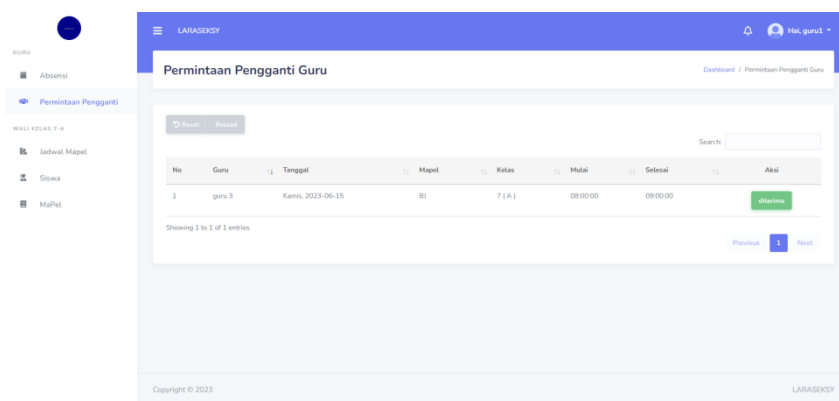 LARASEKSY
Hai, guru1
GURU
Absensi
Permintaan Pengganti
WALI KELAS 7-A
Jadwal Mapel
Siswa
MaPel
Permintaan Pengganti Guru
Dashboard / Permintaan Pengganti Guru
Reset Reload
Search:
No Guru Tanggal Mapel Kelas Mulai Selesai Aksi
1 guru 3 Kamis, 2023-06-15 BJ 7 ( A ) 08:00:00 09:00:00 diterima
Showing 1 to 1 of 1 entries
Previous 1 Next
Copyright © 2023
LARASEKSY